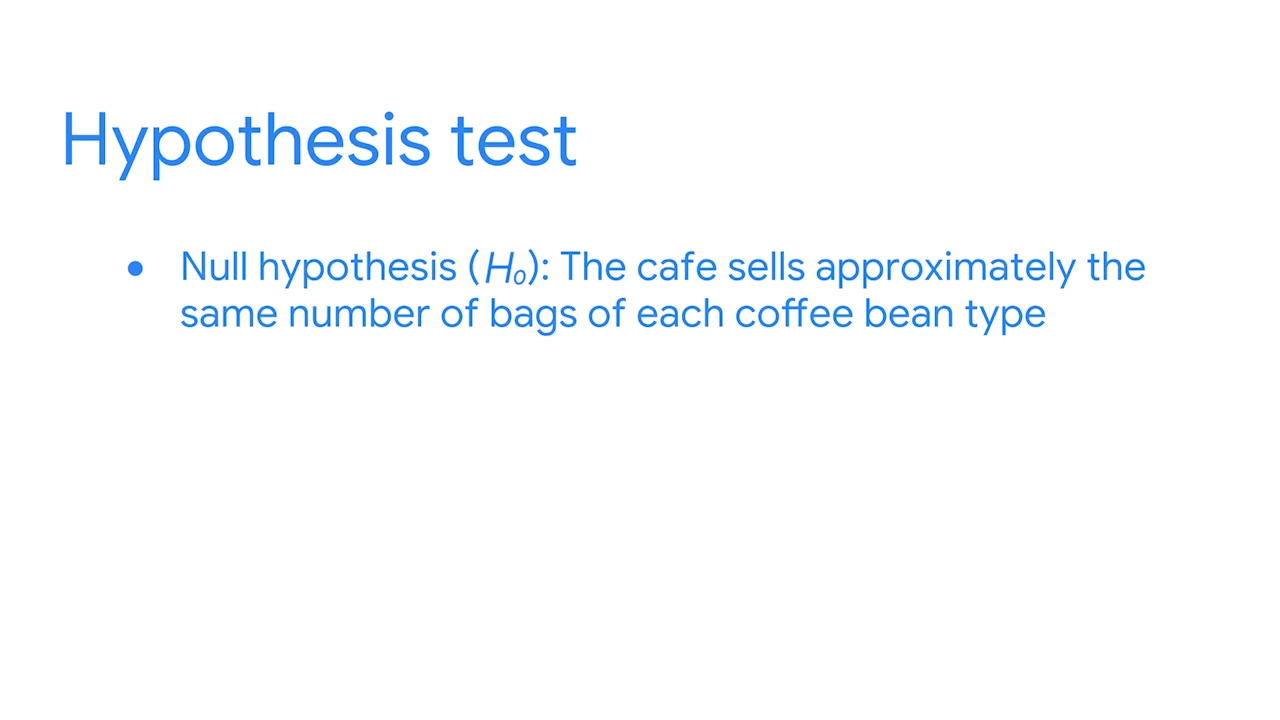 Hypothesis test
● Null hypothesis (H₀): The cafe sells approximately the
same number of bags of each coffee bean type